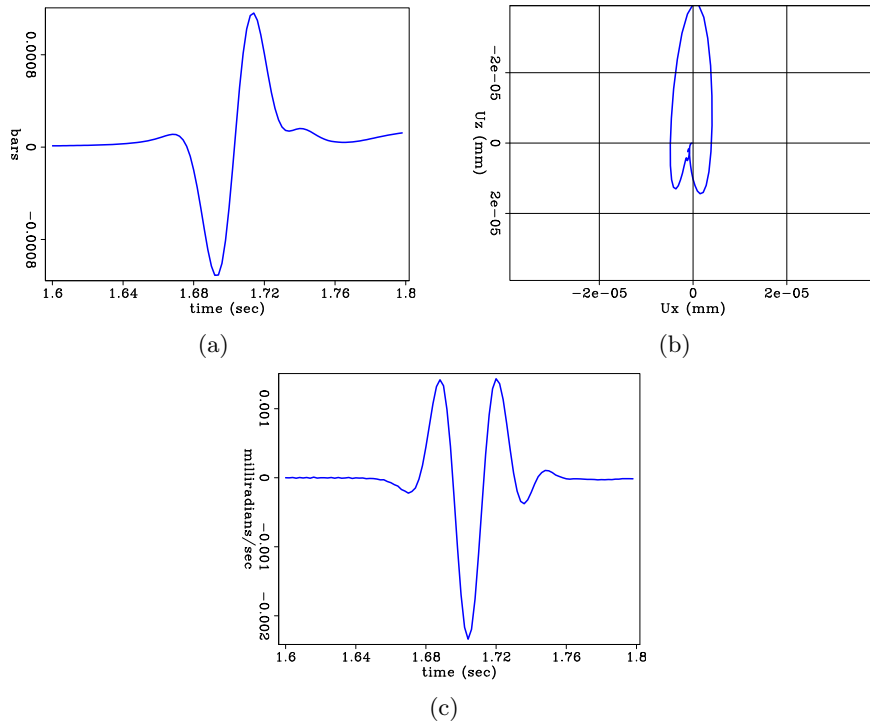 0.0008
0
−0.0008
bars
1.6
1.64
1.68
1.72
1.76
1.8
time (sec)
(a)
−2e−05
0
2e−05
Uz (mm)
−2e−05
0
2e−05
Ux (mm)
(b)
0.001
0
−0.001
−0.002
milliradians/sec
1.6
1.64
1.68
1.72
1.76
1.8
time (sec)
(c)